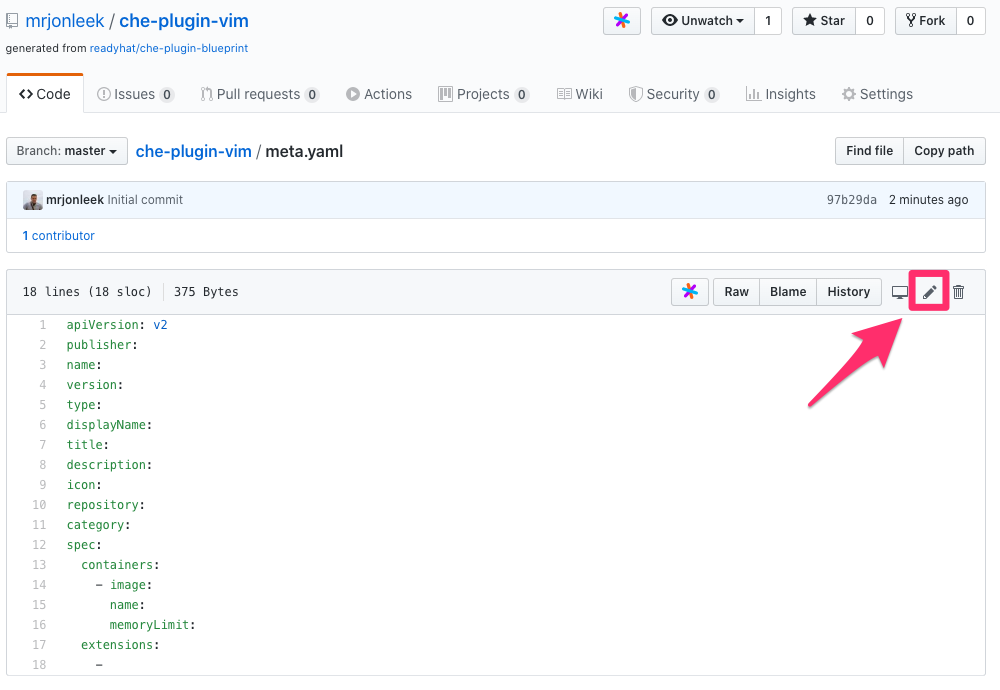 mrjonleek / che-plugin-vim
Unwatch 1
Star 0
Fork 0
generated from readyhat/che-plugin-blueprint
Code
Issues 0
Pull requests 0
Actions
Projects 0
Wiki
Security 0
Insights
Settings
Branch: master
che-plugin-vim / meta.yaml
Find file
Copy path
mrjonleek Initial commit
97b29da 2 minutes ago
1 contributor
18 lines (18 sloc) 375 Bytes
Raw
Blame
History
1 apiVersion: v2
2 publisher:
3 name:
4 version:
5 type:
6 displayName:
7 title:
8 description:
9 icon:
10 repository:
11 category:
12 spec:
13 containers:
14 - image:
15 name:
16 memoryLimit:
17 extensions:
18 -